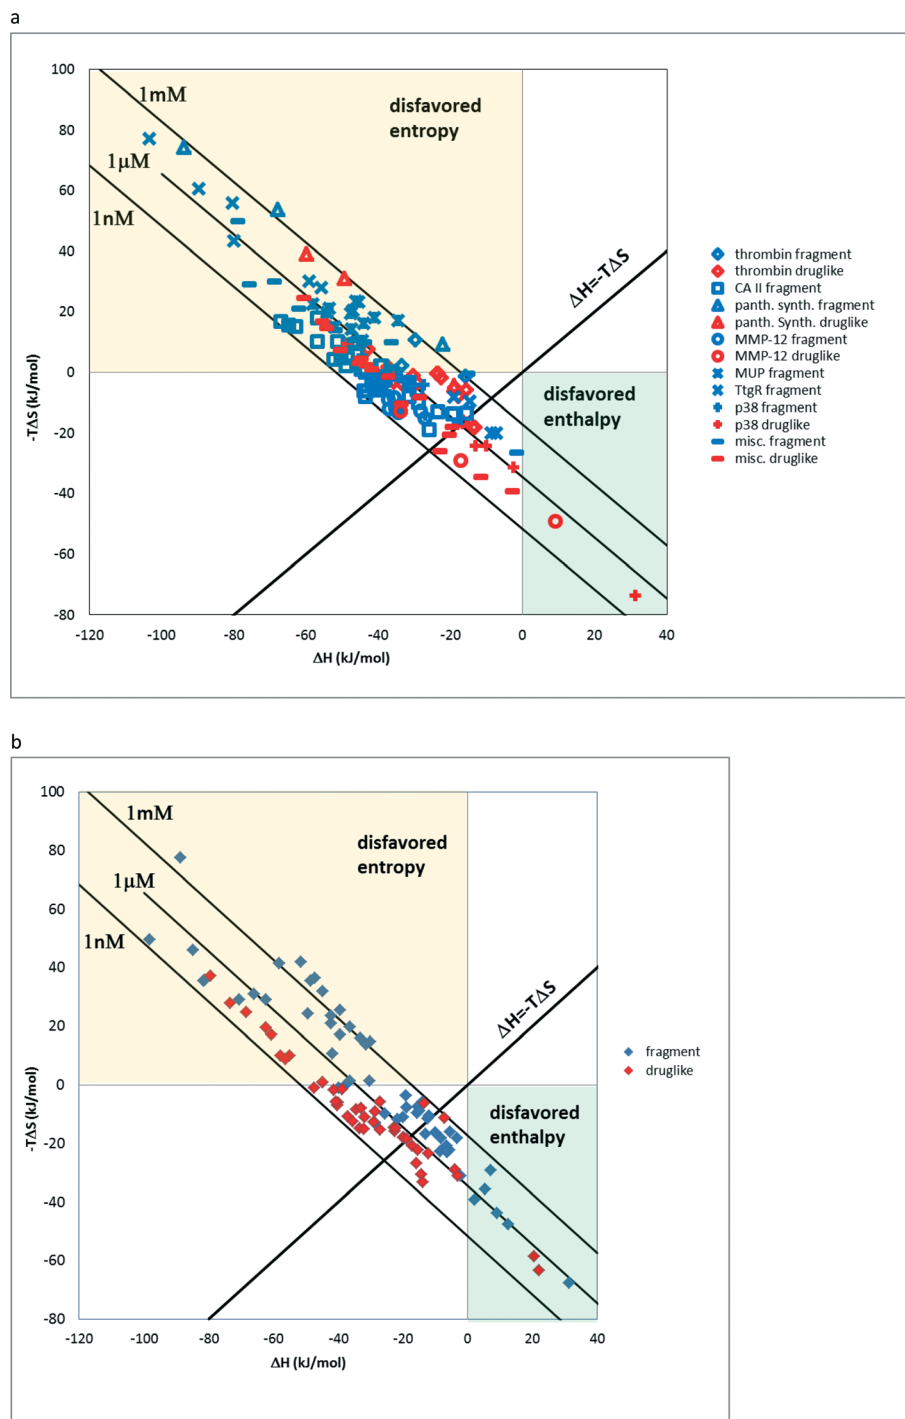 a
100
80
60
40
20
0
-20
-40
-60
-80
-TΔS (kJ/mol)
1mM
1μM
1nM
disfavored
entropy
ΔH=-TΔS
disfavored
enthalpy
-120 -100 -80 -60 -40 -20 0 20 40
ΔH (kJ/mol)
thrombin fragment
thrombin druglike
CA II fragment
panth. synth. fragment
panth. Synth. druglike
MMP-12 fragment
MMP-12 druglike
MUP fragment
TtgR fragment
p38 fragment
p38 druglike
misc. fragment
misc. druglike
b
100
80
60
40
20
0
-20
-40
-60
-80
-TΔS (kJ/mol)
1mM
1μM
1nM
disfavored
entropy
ΔH=-TΔS
disfavored
enthalpy
-120 -100 -80 -60 -40 -20 0 20 40
ΔH (kJ/mol)
fragment
druglike